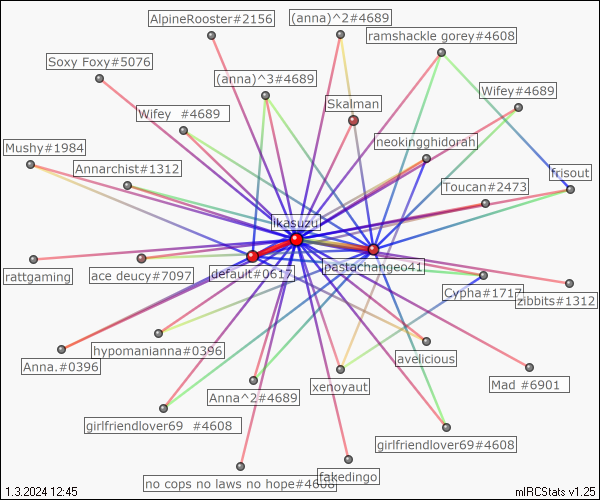 AlpineRooster#2156
(anna)^2#4689
ramshackle gorey#4608
Soxy Foxy#5076
(anna)^3#4689
Skalman
Wifey#4689
Wifey #4689
neokingghidorah
Mushy#1984
Annarchist#1312
frisout
Toucan#2473
ikasuzu
pastachangeo41
default#0617
rattgaming
ace deucy#7097
Cypha#1717
zibbits#1312
hypomanianna#0396
avelicious
Anna.#0396
xenoyaut
Mad #6901
Anna^2#4689
girlfriendlover69 #4608
girlfriendlover69#4608
fakedingo
no cops no laws no hope#4608
1.3.2024 12:45
mIRCStats v1.25